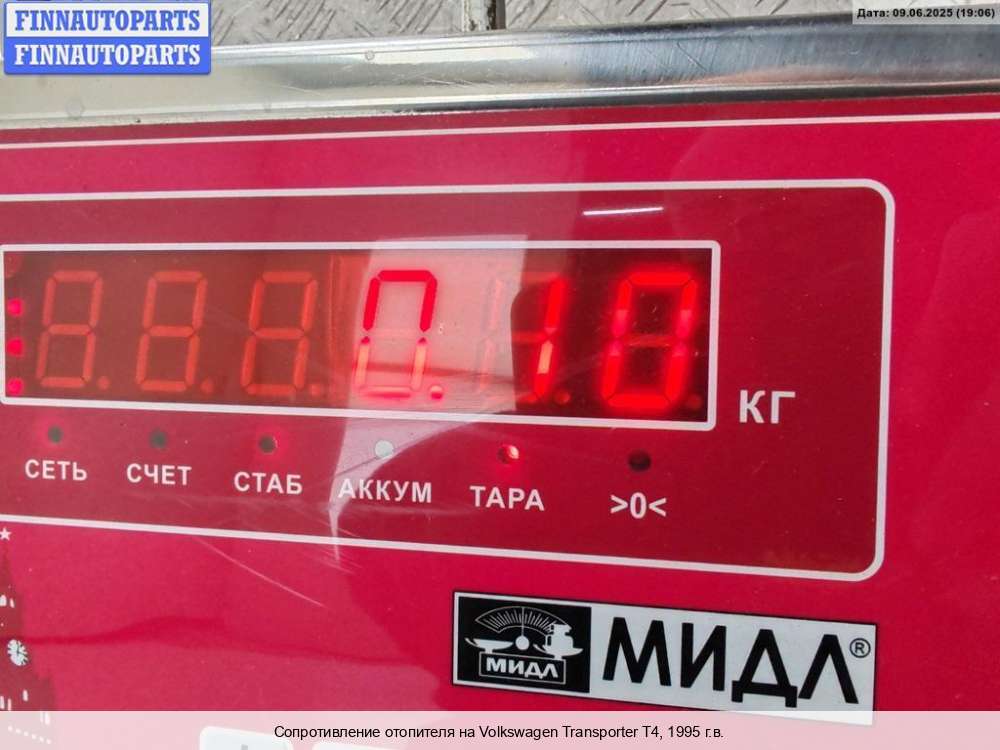 FINNAUTOPARTS
FINNAUTOPARTS
Дата: 09.06.2025 (19:06)
0.10
КГ
СЕТЬ СЧЕТ СТАБ АККУМ ТАРА >0<
МИДЛ
МИДЛ®
Сопротивление отопителя на Volkswagen Transporter T4, 1995 г.в.